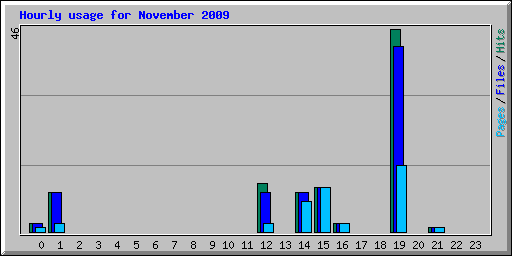 Hourly usage for November 2009
46
Pages/Files/Hits
0 1 2 3 4 5 6 7 8 9 10 11 12 13 14 15 16 17 18 19 20 21 22 23